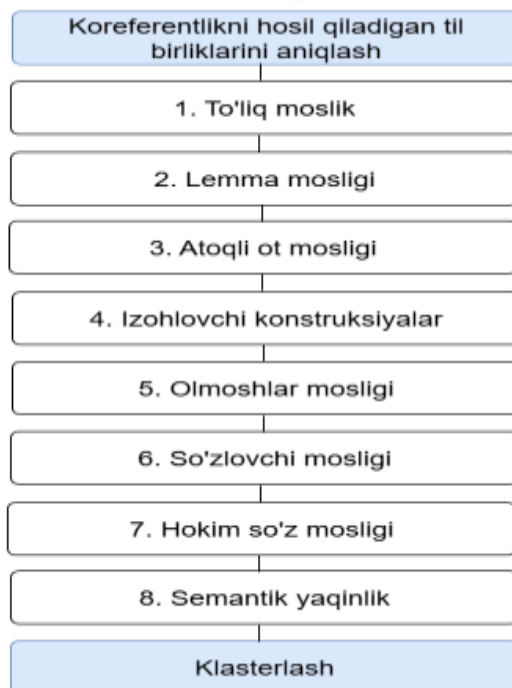 Koreferentlikni hosil qiladigan til
birliklarini aniqlash
1. To'liq moslik
2. Lemma mosligi
3. Atoqli ot mosligi
4. Izohlovchi konstruksiyalar
5. Olmoshlar mosligi
6. So'zlovchi mosligi
7. Hokim so'z mosligi
8. Semantik yaqinlik
Klasterlash